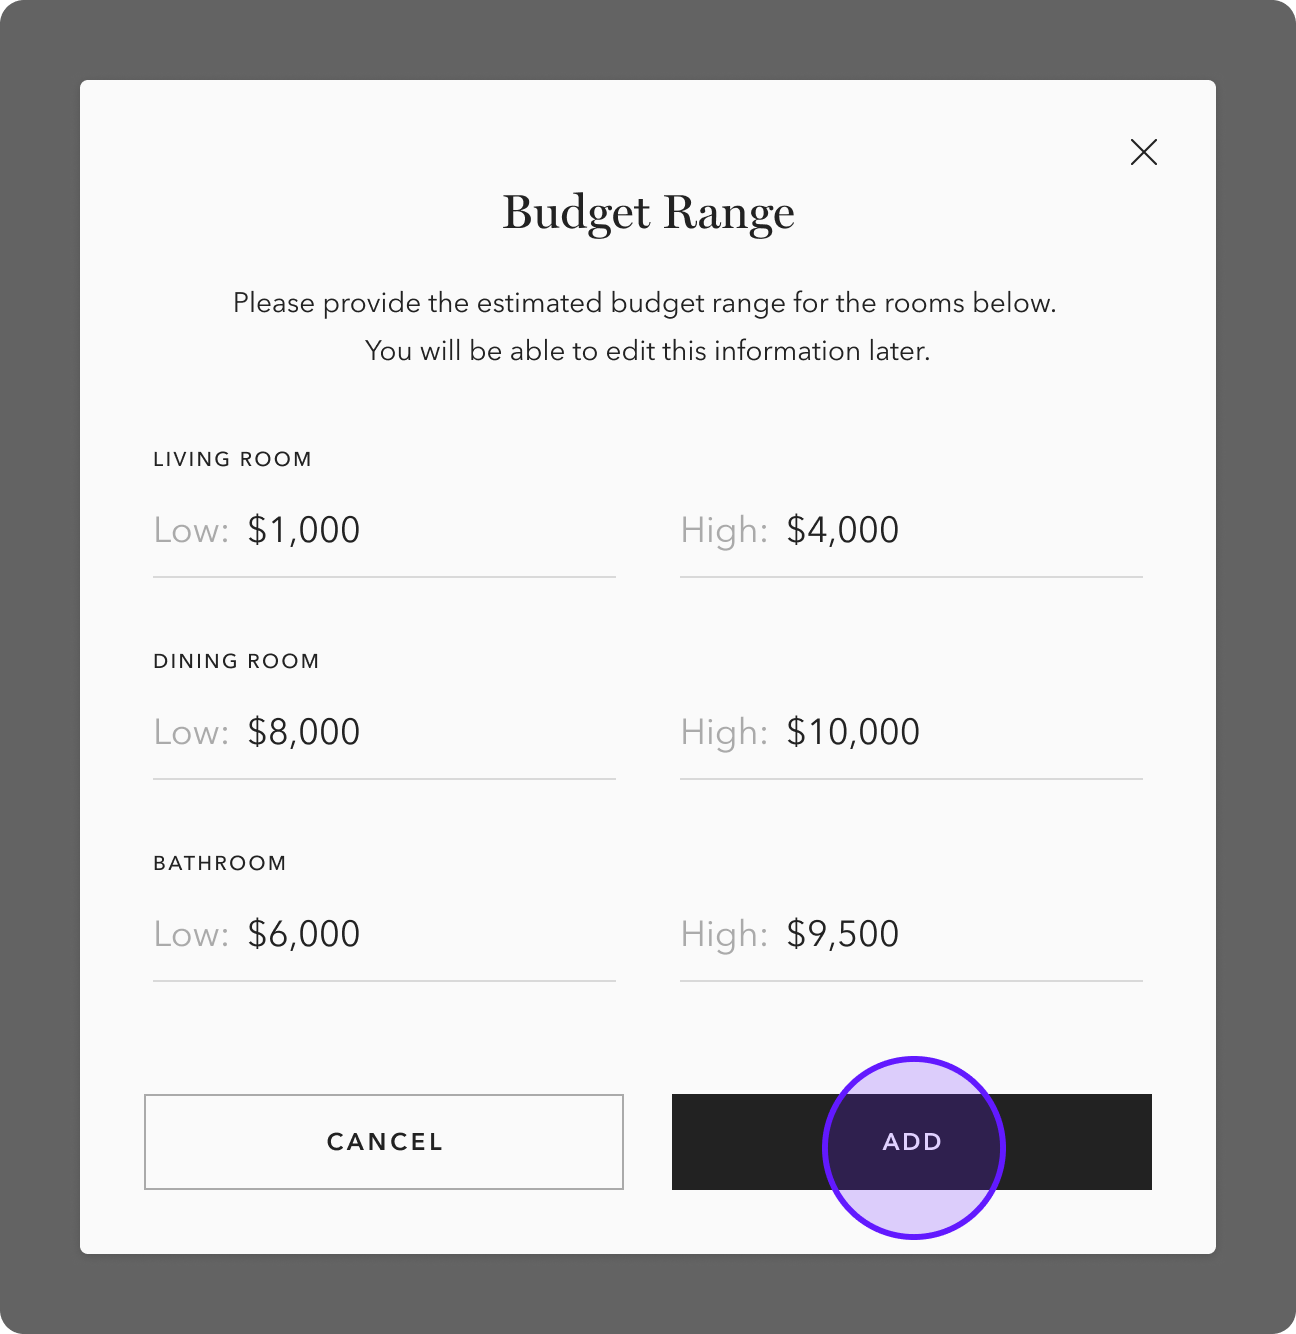 Budget Range
Please provide the estimated budget range for the rooms below.
You will be able to edit this information later.
LIVING ROOM
Low: $1,000 High: $4,000
DINING ROOM
Low: $8,000 High: $10,000
BATHROOM
Low: $6,000 High: $9,500
CANCEL ADD